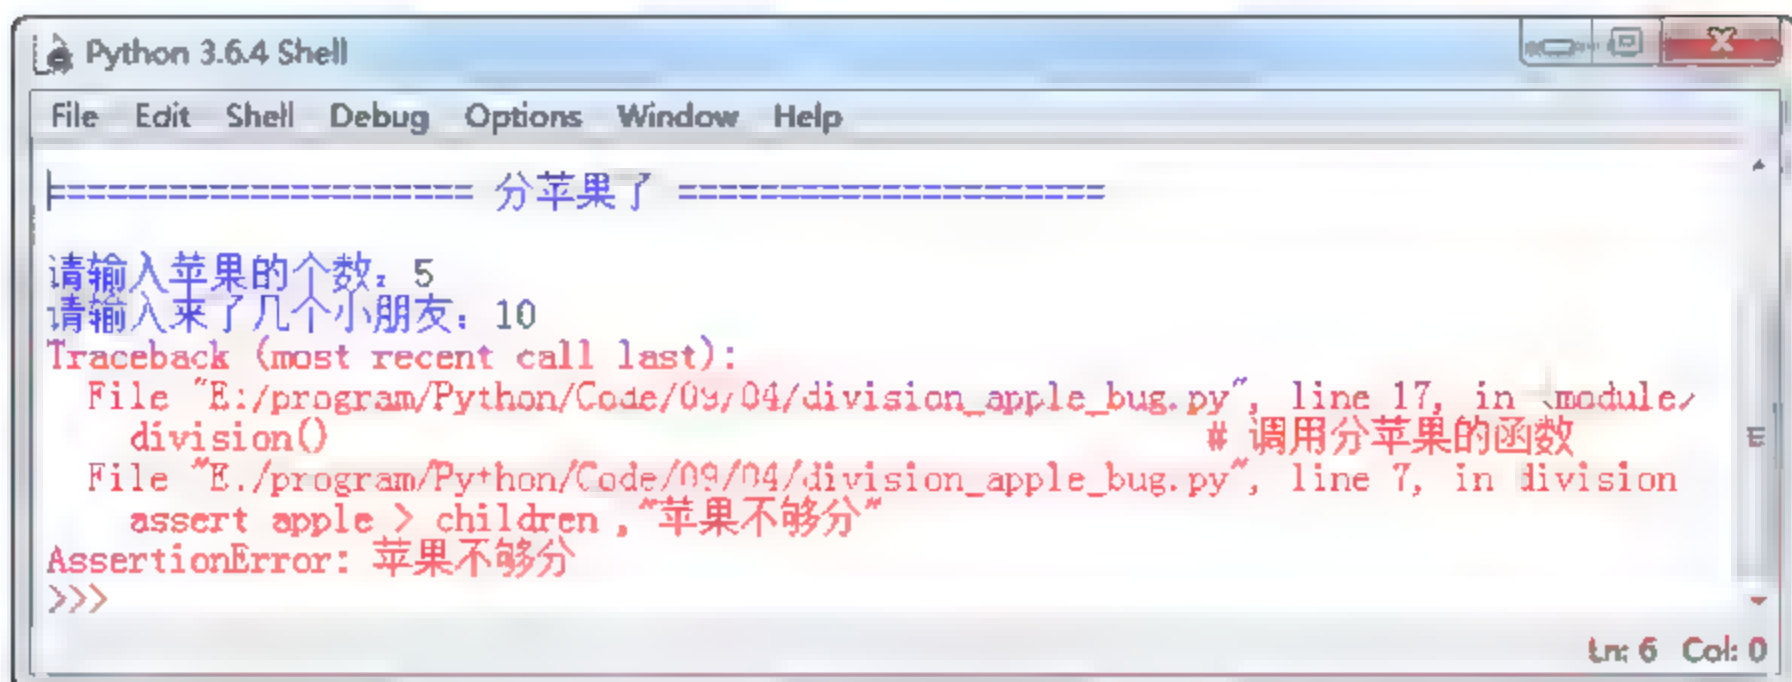 Python 3.6.4 Shell
File Edit Shell Debug Options Window Help
===================== 分苹果了 =====================
请输入苹果的个数：5
请输入来了几个小朋友：10
Traceback (most recent call last):
File "E:/program/Python/Code/09/04/division_apple_bug.py", line 17, in <module>
division() # 调用分苹果的函数
File "E:/program/Python/Code/09/04/division_apple_bug.py", line 7, in division
assert apple > children ,"苹果不够分"
AssertionError: 苹果不够分
>>>
Ln: 6 Col: 0